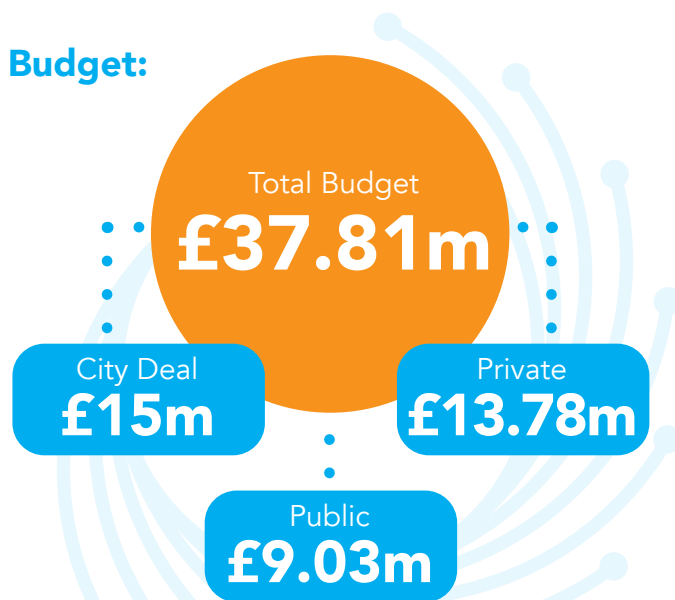 Budget:
Total Budget
£37.81m
City Deal
£15m
Private
£13.78m
Public
£9.03m